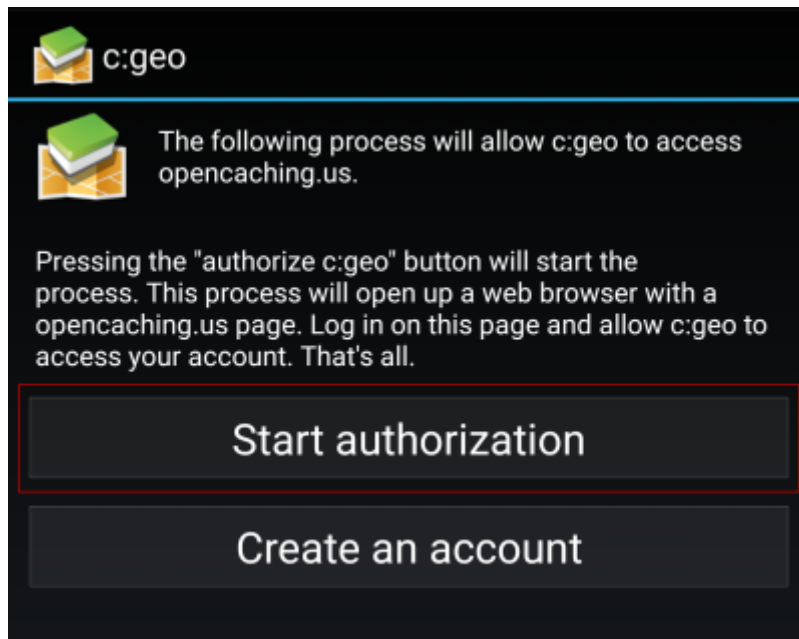 c:geo
The following process will allow c:geo to access
opencaching.us.
Pressing the "authorize c:geo" button will start the
process. This process will open up a web browser with a
opencaching.us page. Log in on this page and allow c:geo to
access your account. That's all.
Start authorization
Create an account